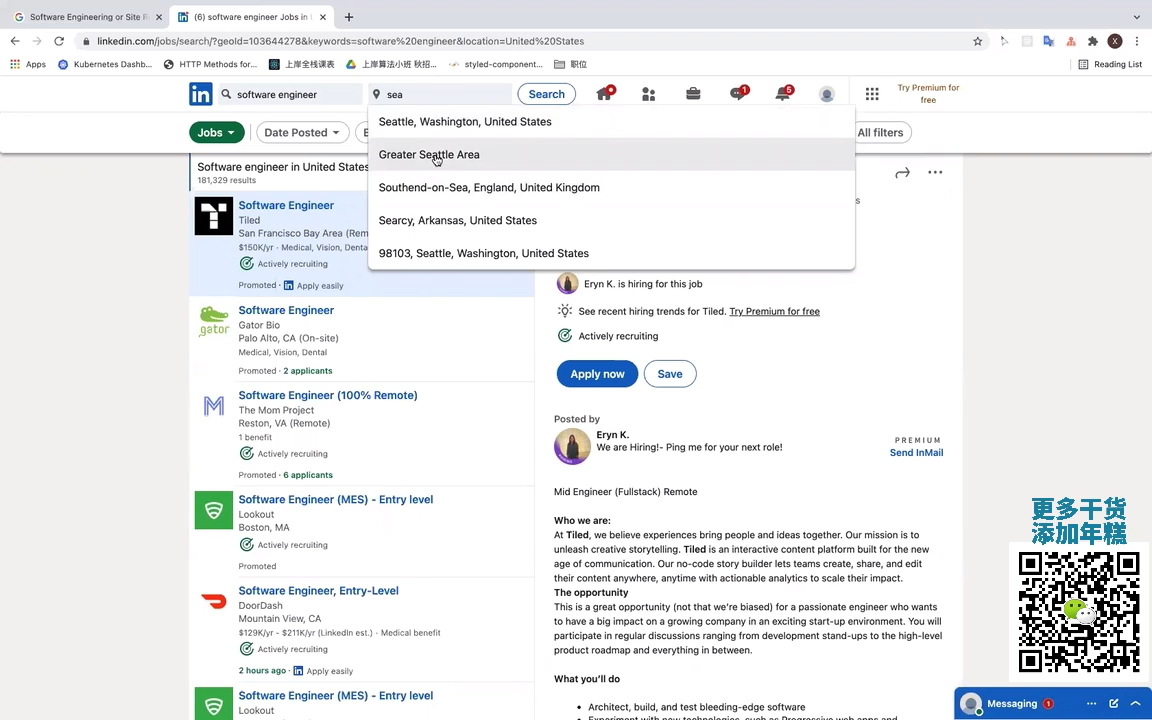 Software Engineering or Site R
(6) software engineer Jobs in
linkedin.com/jobs/search/?geoId=103644278&keywords=software%20engineer&location=United%20States
X
Apps
Kubernetes Dashb...
HTTP Methods for...
上岸全栈课表
上岸算法小班 秋招...
styled-component...
职位
Reading List
software engineer
sea
Search
1
5
Try Premium for
free
Jobs
Date Posted
E
All filters
Seattle, Washington, United States
Greater Seattle Area
Southend-on-Sea, England, United Kingdom
Searcy, Arkansas, United States
98103, Seattle, Washington, United States
Software engineer in United States
181,329 results
Software Engineer
Tiled
San Francisco Bay Area (Rem
$150K/yr · Medical, Vision, Denta
Actively recruiting
Promoted · Apply easily
Software Engineer
Gator Bio
Palo Alto, CA (On-site)
Medical, Vision, Dental
Promoted · 2 applicants
gator
Software Engineer (100% Remote)
The Mom Project
Reston, VA (Remote)
1 benefit
Actively recruiting
Promoted · 6 applicants
Software Engineer (MES) - Entry level
Lookout
Boston, MA
Actively recruiting
Promoted
Software Engineer, Entry-Level
DoorDash
Mountain View, CA
$129K/yr - $211K/yr (LinkedIn est.) · Medical benefit
Actively recruiting
2 hours ago · Apply easily
Software Engineer (MES) - Entry level
Lookout
s
Eryn K. is hiring for this job
See recent hiring trends for Tiled. Try Premium for free
Actively recruiting
Apply now
Save
Posted by
Eryn K.
We are Hiring!- Ping me for your next role!
PREMIUM
Send InMail
Mid Engineer (Fullstack) Remote
Who we are:
At Tiled, we believe experiences bring people and ideas together. Our mission is to
unleash creative storytelling. Tiled is an interactive content platform built for the new
age of communication. Our no-code story builder lets teams create, share, and edit
their content anywhere, anytime with actionable analytics to scale their impact.
The opportunity
This is a great opportunity (not that we're biased) for a passionate engineer who wants
to have a big impact on a growing company in an exciting start-up environment. You will
participate in regular discussions ranging from development stand-ups to the high-level
product roadmap and everything in between.
What you'll do
• Architect, build, and test bleeding-edge software
• Experiment with new technologies, such as Progressive web apps and
更多干货
添加年糕
Messaging 1